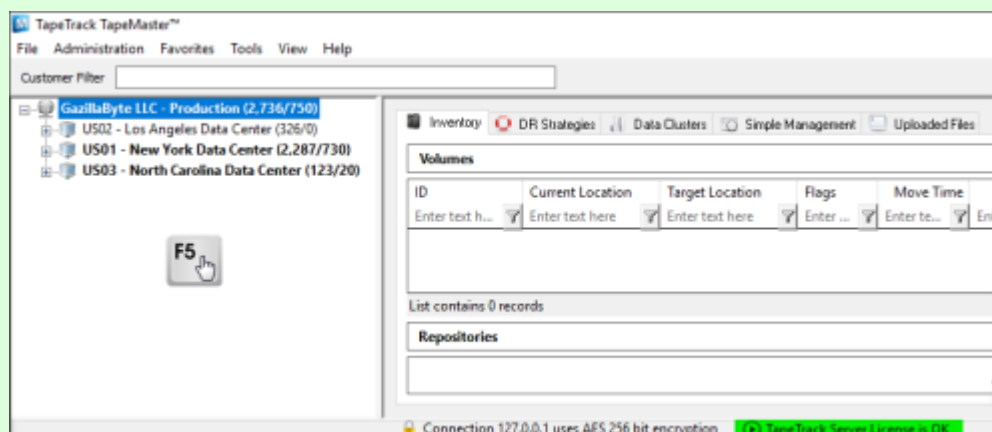 TapeTrack TapeMaster™
File Administration Favorites Tools View Help
Customer Filter
GazillaByte LLC - Production (2,736/750)
US02 - Los Angeles Data Center (326/0)
US01 - New York Data Center (2,287/730)
US03 - North Carolina Data Center (123/20)
F5
Inventory DR Strategies Data Clusters Simple Management Uploaded Files
Volumes
ID Current Location Target Location Flags Move Time
Enter text h... Enter text here Enter text here Enter ... Enter te... En
List contains 0 records
Repositories
Connection 127.0.0.1 uses AES 256 bit encryption TapeTrack Server License is OK